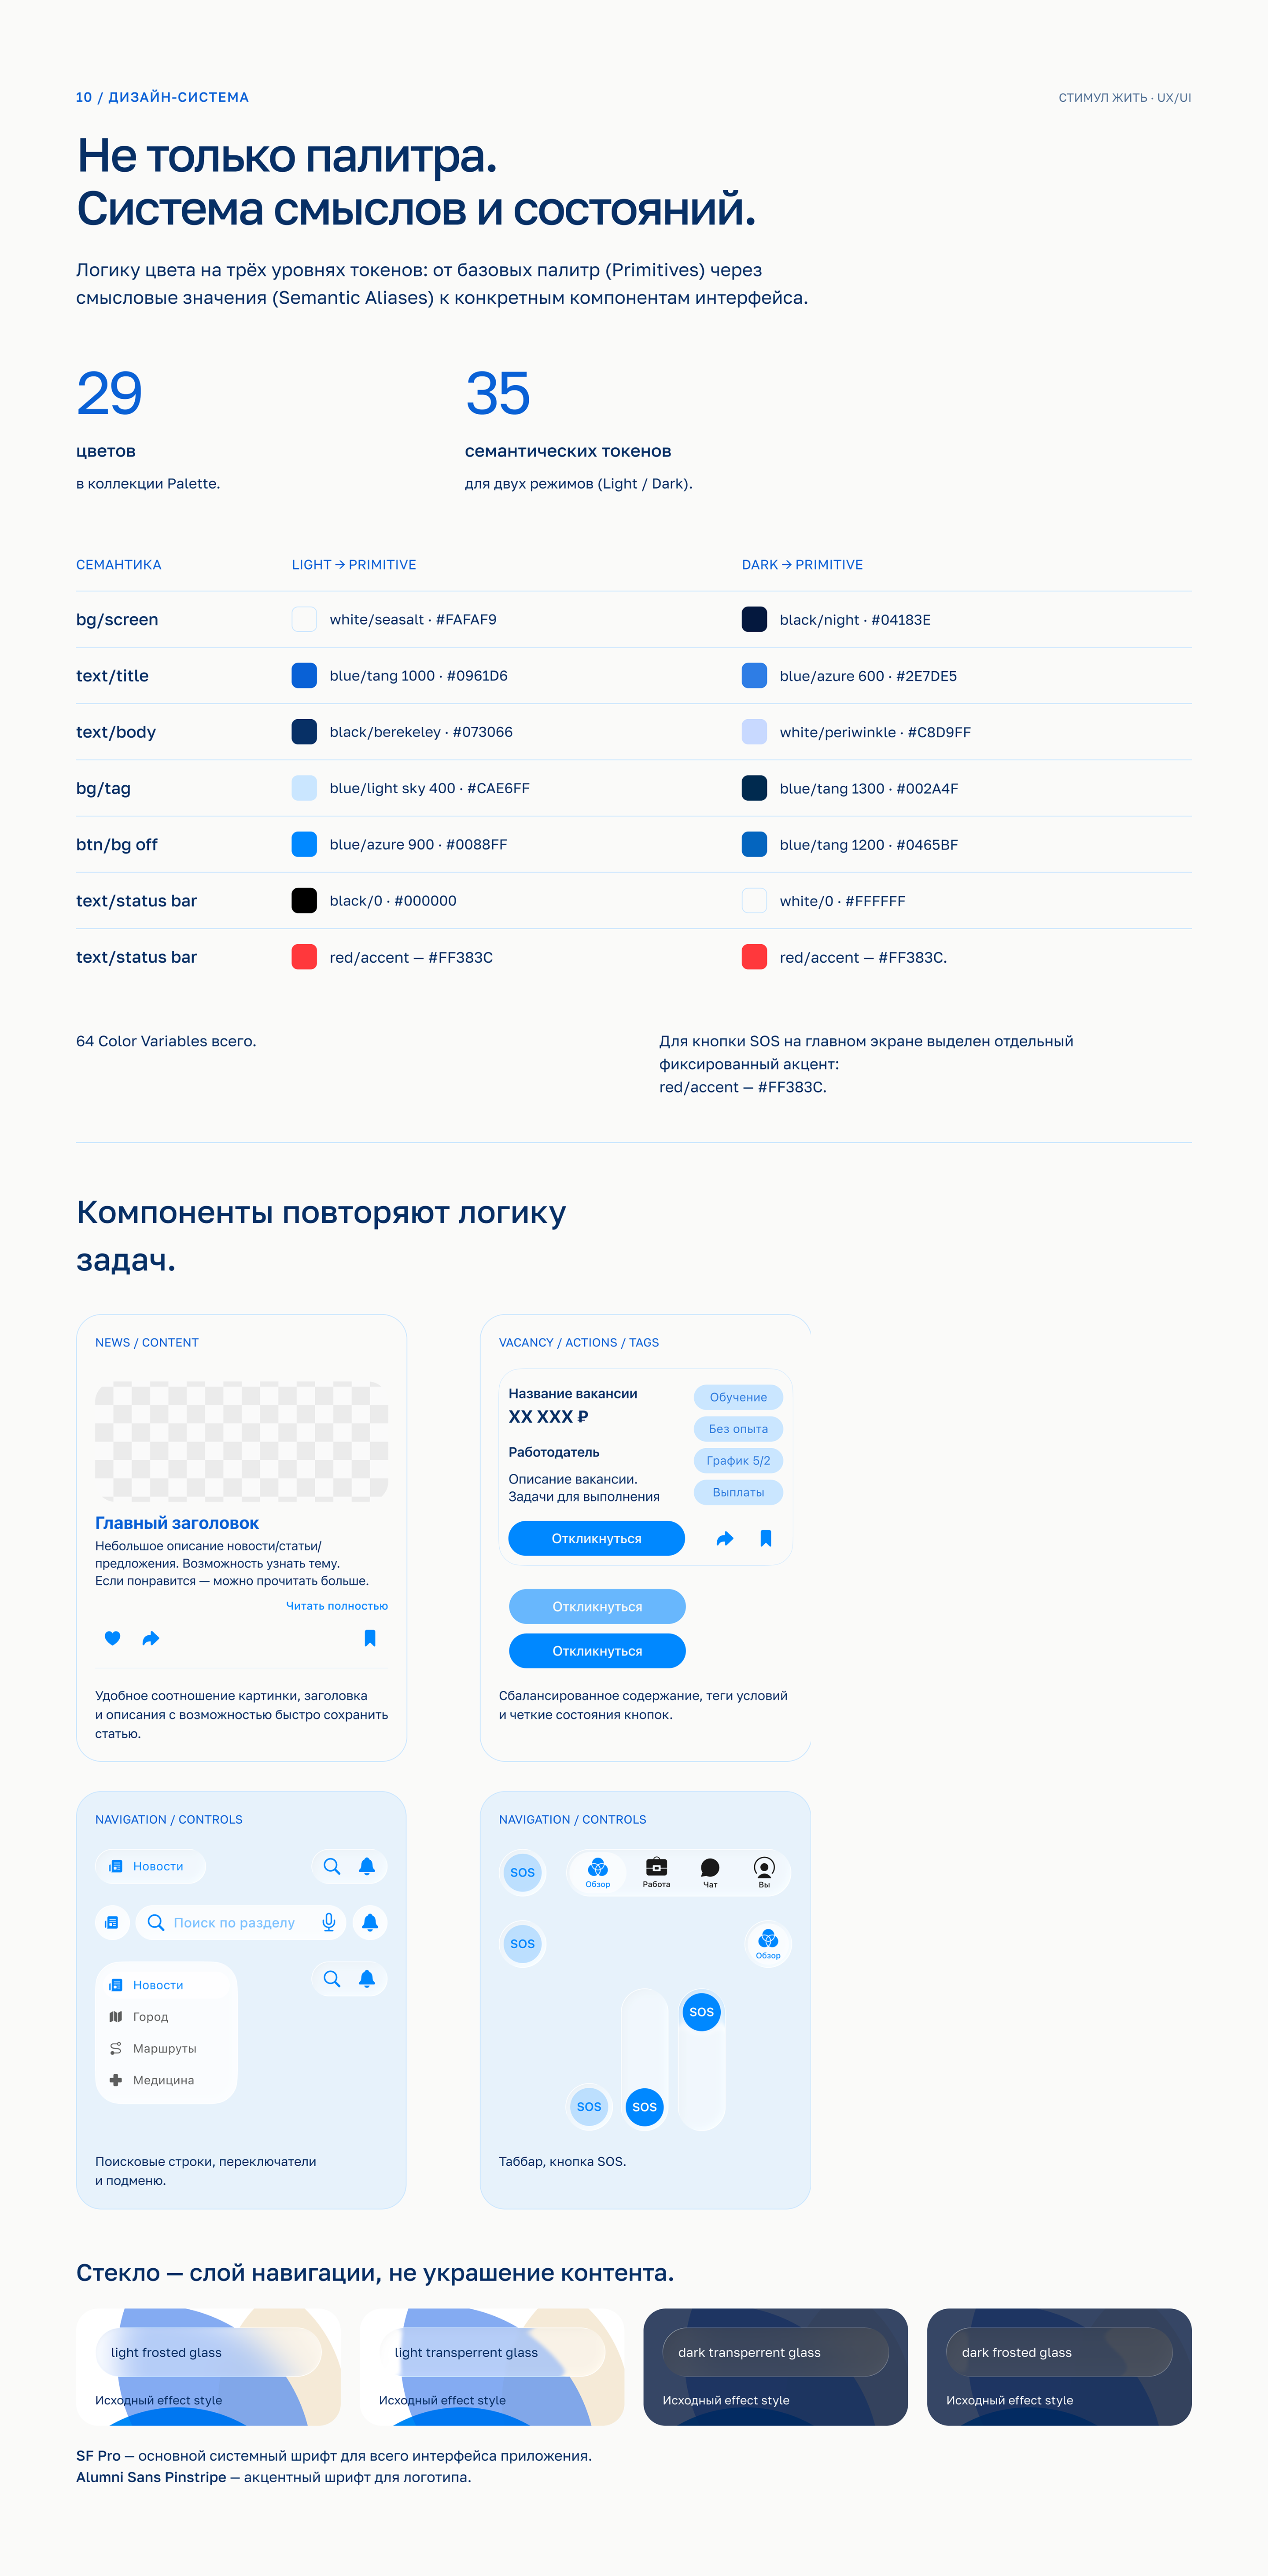 10 / ДИЗАЙН-СИСТЕМА
СТИМУЛ ЖИТЬ · UX/UI
Не только палитра.
Система смыслов и состояний.
Логику цвета на трёх уровнях токенов: от базовых палитр (Primitives) через
смысловые значения (Semantic Aliases) к конкретным компонентам интерфейса.
29
цветов
в коллекции Palette.
35
семантических токенов
для двух режимов (Light / Dark).
СЕМАНТИКА LIGHT → PRIMITIVE DARK → PRIMITIVE
bg/screen white/seasalt · #FAFAF9 black/night · #04183E
text/title blue/tang 1000 · #0961D6 blue/azure 600 · #2E7DE5
text/body black/berekeley · #073066 white/periwinkle · #C8D9FF
bg/tag blue/light sky 400 · #CAE6FF blue/tang 1300 · #002A4F
btn/bg off blue/azure 900 · #0088FF blue/tang 1200 · #0465BF
text/status bar black/0 · #000000 white/0 · #FFFFFF
text/status bar red/accent — #FF383C red/accent — #FF383C.
64 Color Variables всего.
Для кнопки SOS на главном экране выделен отдельный
фиксированный акцент:
red/accent — #FF383C.
Компоненты повторяют логику
задач.
NEWS / CONTENT
Главный заголовок
Небольшое описание новости/статьи/
предложения. Возможность узнать тему.
Если понравится — можно прочитать больше.
Читать полностью
Удобное соотношение картинки, заголовка
и описания с возможностью быстро сохранить
статью.
VACANCY / ACTIONS / TAGS
Название вакансии
XX XXX ₽
Работодатель
Описание вакансии.
Задачи для выполнения
Обучение
Без опыта
График 5/2
Выплаты
Откликнуться
Откликнуться
Откликнуться
Сбалансированное содержание, теги условий
и четкие состояния кнопок.
NAVIGATION / CONTROLS
Новости
Поиск по разделу
Новости
Город
Маршруты
Медицина
Поисковые строки, переключатели
и подменю.
NAVIGATION / CONTROLS
SOS
Обзор Работа Чат Вы
SOS
Обзор
SOS
SOS SOS
Таббар, кнопка SOS.
Стекло — слой навигации, не украшение контента.
light frosted glass
Исходный effect style
light transperrent glass
Исходный effect style
dark transperrent glass
Исходный effect style
dark frosted glass
Исходный effect style
SF Pro — основной системный шрифт для всего интерфейса приложения.
Alumni Sans Pinstripe — акцентный шрифт для логотипа.